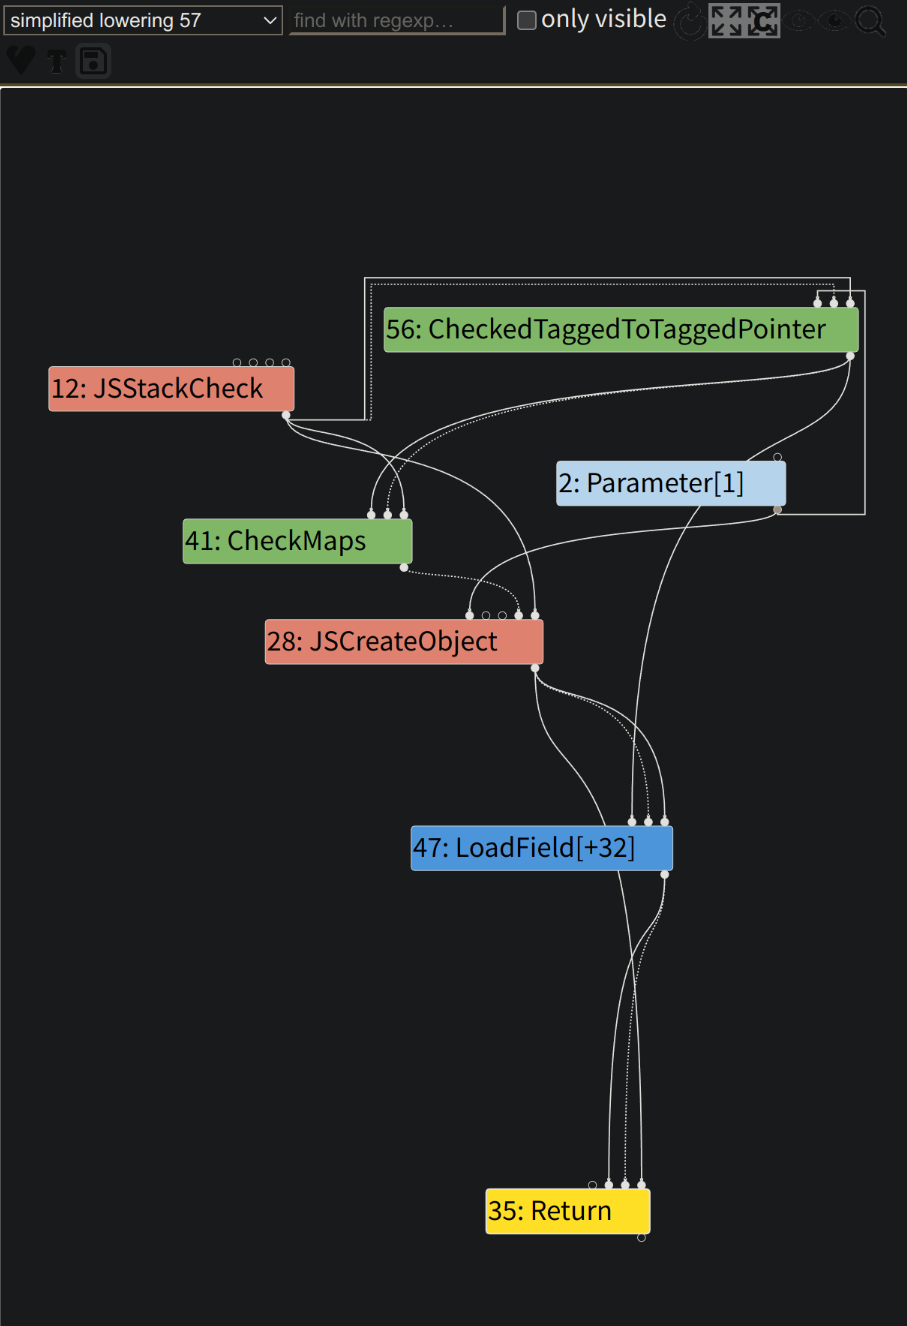 simplified lowering 57 find with regexp... only visible
56: CheckedTaggedToTaggedPointer
12: JSStackCheck
2: Parameter[1]
41: CheckMaps
28: JSCreateObject
47: LoadField[+32]
35: Return